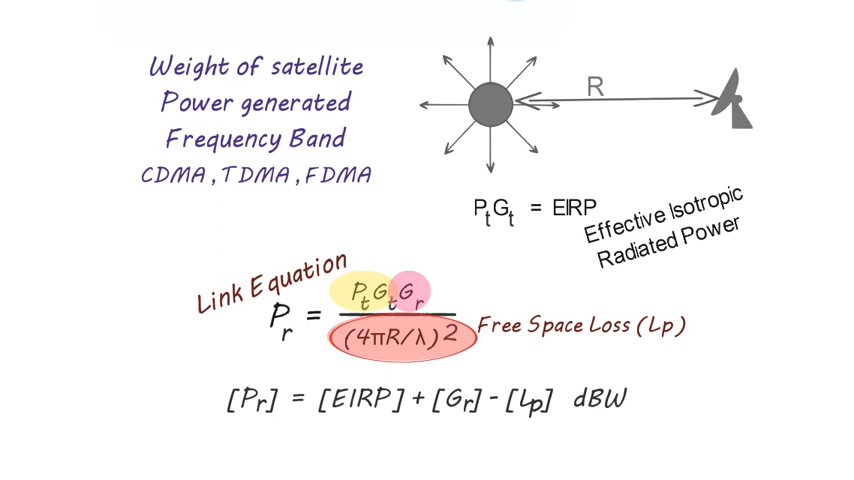 Weight of satellite
Power generated
Frequency Band
CDMA, TDMA, FDMA
R
PtGt = EIRP
Effective Isotropic
Radiated Power
Link Equation
Pr = PtGtGr / (4πR/λ)2
Free Space Loss (Lp)
[Pr] = [EIRP] + [Gr] - [Lp] dBW